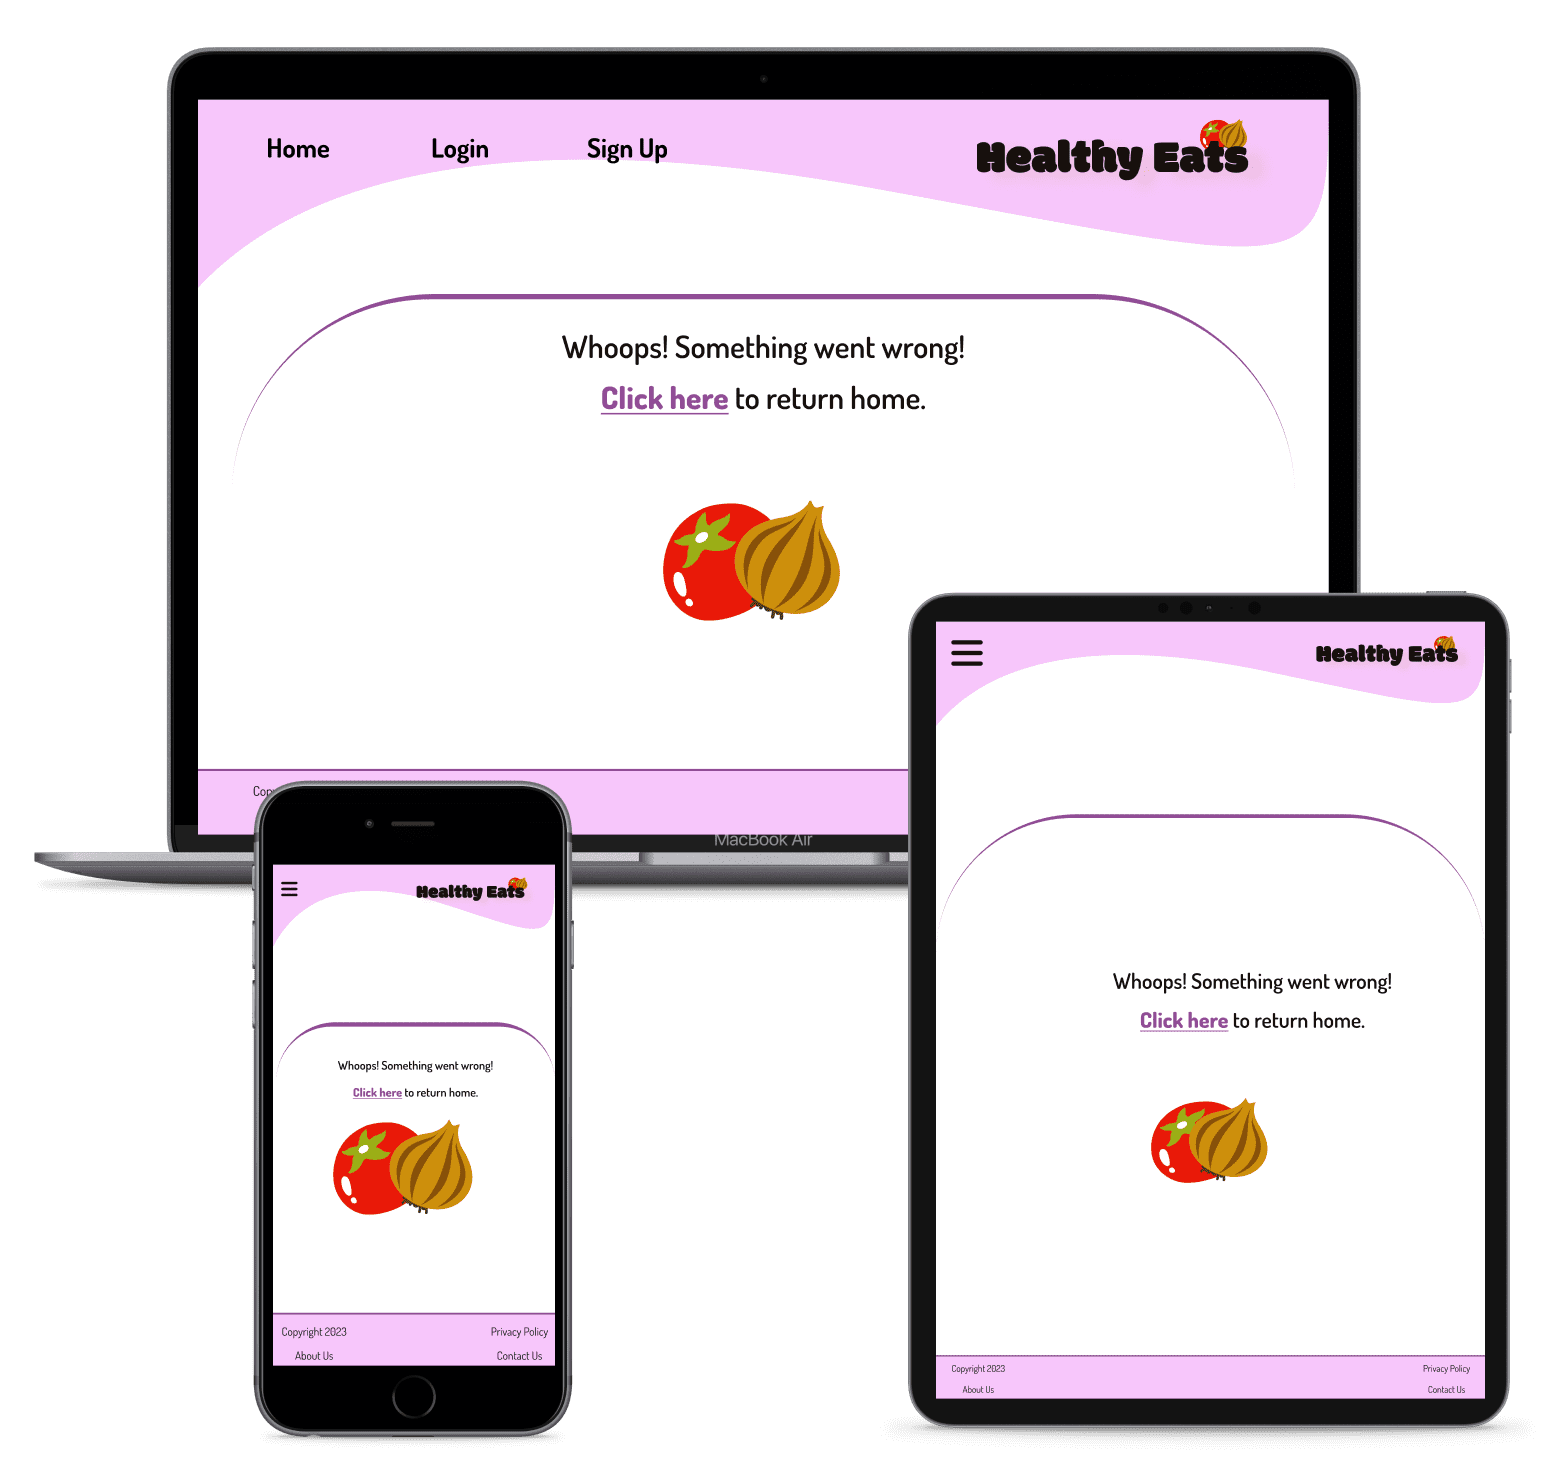 Home Login Sign Up Healthy Eats
Whoops! Something went wrong!
Click here to return home.
MacBook Air
Healthy Eats
Whoops! Something went wrong!
Click here to return home.
Copyright 2023 Privacy Policy
About Us Contact Us
Healthy Eats
Whoops! Something went wrong!
Click here to return home.
Copyright 2023 Privacy Policy
About Us Contact Us